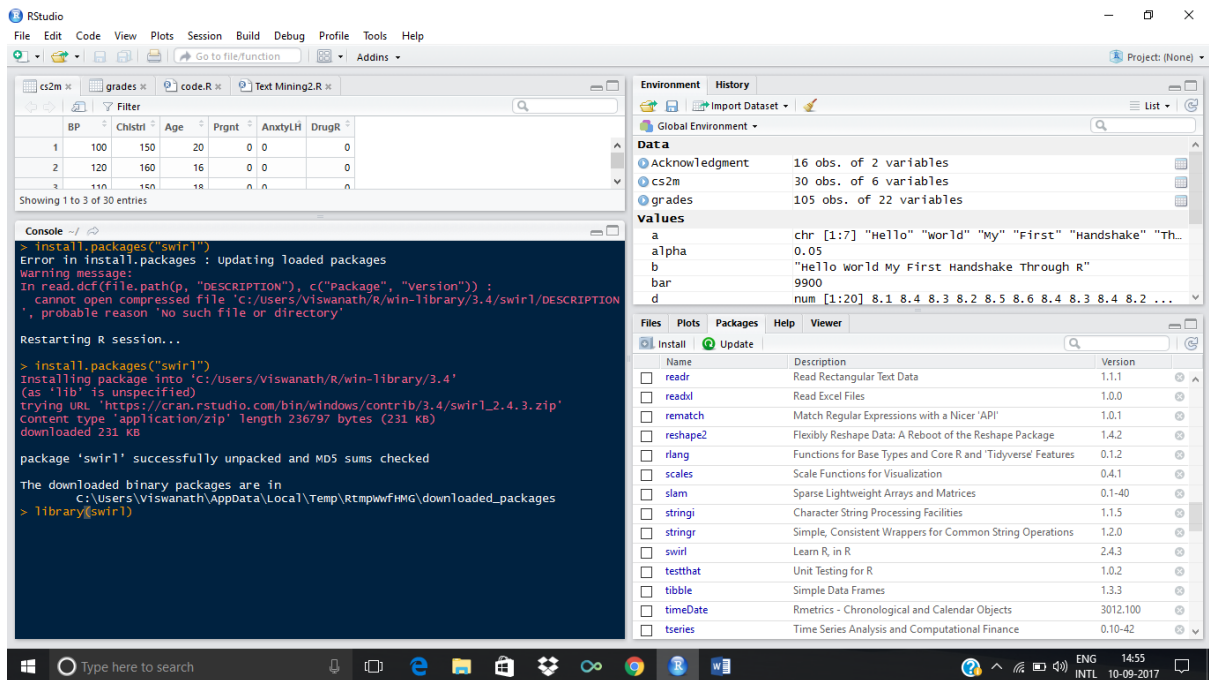 RStudio
File Edit Code View Plots Session Build Debug Profile Tools Help
Go to file/function Addins Project: (None)
cs2m grades code.R Text Mining2.R
Filter
BP Chlstrl Age Prgnt AnxtyLH DrugR
1 100 150 20 0 0 0
2 120 160 16 0 0 0
3 110 150 18 0 0 0
Showing 1 to 3 of 30 entries
Console ~/
> install.packages("swirl")
Error in install.packages : Updating loaded packages
Warning message:
In read.dcf(file.path(p, "DESCRIPTION"), c("Package", "Version")) :
cannot open compressed file 'C:/Users/Viswanath/R/win-library/3.4/swirl/DESCRIPTION
', probable reason 'No such file or directory'
Restarting R session...
> install.packages("swirl")
Installing package into ‘C:/Users/Viswanath/R/win-library/3.4’
(as ‘lib’ is unspecified)
trying URL 'https://cran.rstudio.com/bin/windows/contrib/3.4/swirl_2.4.3.zip'
Content type 'application/zip' length 236797 bytes (231 KB)
downloaded 231 KB
package ‘swirl’ successfully unpacked and MD5 sums checked
The downloaded binary packages are in
C:\Users\Viswanath\AppData\Local\Temp\RtmpWwfHMG\downloaded_packages
> library(swirl)
Environment History
Import Dataset List
Global Environment
Data
Acknowledgment 16 obs. of 2 variables
cs2m 30 obs. of 6 variables
grades 105 obs. of 22 variables
Values
a chr [1:7] "Hello" "World" "My" "First" "Handshake" "Th...
alpha 0.05
b "Hello World My First Handshake Through R"
bar 9900
d num [1:20] 8.1 8.4 8.3 8.2 8.5 8.6 8.4 8.3 8.4 8.2 ...
Files Plots Packages Help Viewer
Install Update
Name Description Version
readr Read Rectangular Text Data 1.1.1
readxl Read Excel Files 1.0.0
rematch Match Regular Expressions with a Nicer 'API' 1.0.1
reshape2 Flexibly Reshape Data: A Reboot of the Reshape Package 1.4.2
rlang Functions for Base Types and Core R and 'Tidyverse' Features 0.1.2
scales Scale Functions for Visualization 0.4.1
slam Sparse Lightweight Arrays and Matrices 0.1-40
stringi Character String Processing Facilities 1.1.5
stringr Simple, Consistent Wrappers for Common String Operations 1.2.0
swirl Learn R, in R 2.4.3
testthat Unit Testing for R 1.0.2
tibble Simple Data Frames 1.3.3
timeDate Rmetrics - Chronological and Calendar Objects 3012.100
tseries Time Series Analysis and Computational Finance 0.10-42
Type here to search
ENG 14:55
INTL 10-09-2017